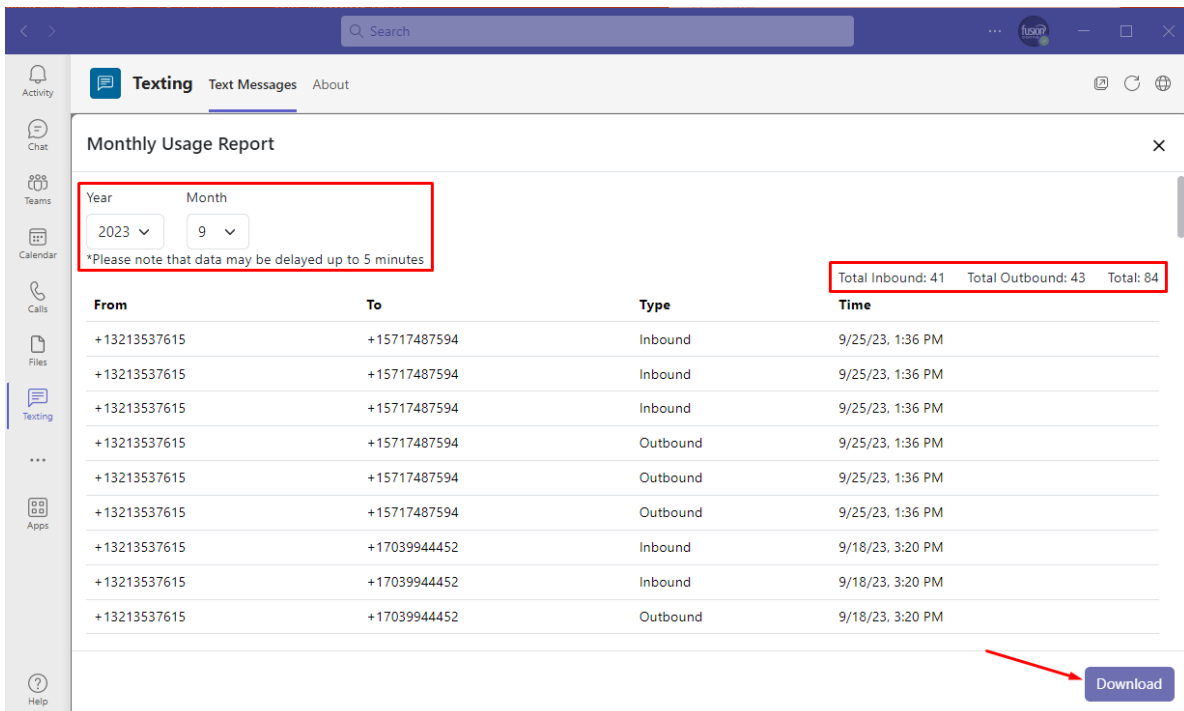 Search
fusion
Activity
Chat
Teams
Calendar
Calls
Files
Texting
Apps
Help
Texting Text Messages About
Monthly Usage Report
Year Month
2023 9
*Please note that data may be delayed up to 5 minutes
Total Inbound: 41 Total Outbound: 43 Total: 84
From To Type Time
+13213537615 +15717487594 Inbound 9/25/23, 1:36 PM
+13213537615 +15717487594 Inbound 9/25/23, 1:36 PM
+13213537615 +15717487594 Inbound 9/25/23, 1:36 PM
+13213537615 +15717487594 Outbound 9/25/23, 1:36 PM
+13213537615 +15717487594 Outbound 9/25/23, 1:36 PM
+13213537615 +15717487594 Outbound 9/25/23, 1:36 PM
+13213537615 +17039944452 Inbound 9/18/23, 3:20 PM
+13213537615 +17039944452 Inbound 9/18/23, 3:20 PM
+13213537615 +17039944452 Outbound 9/18/23, 3:20 PM
Download